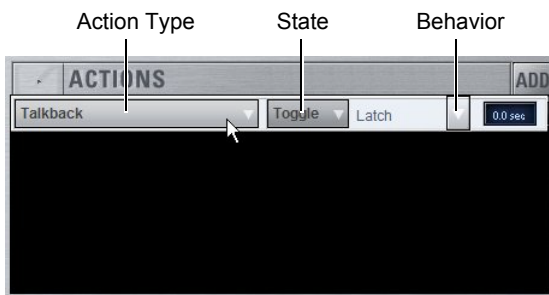 Action Type State Behavior
ACTIONS ADD
Talkback Toggle Latch 0.0 sec